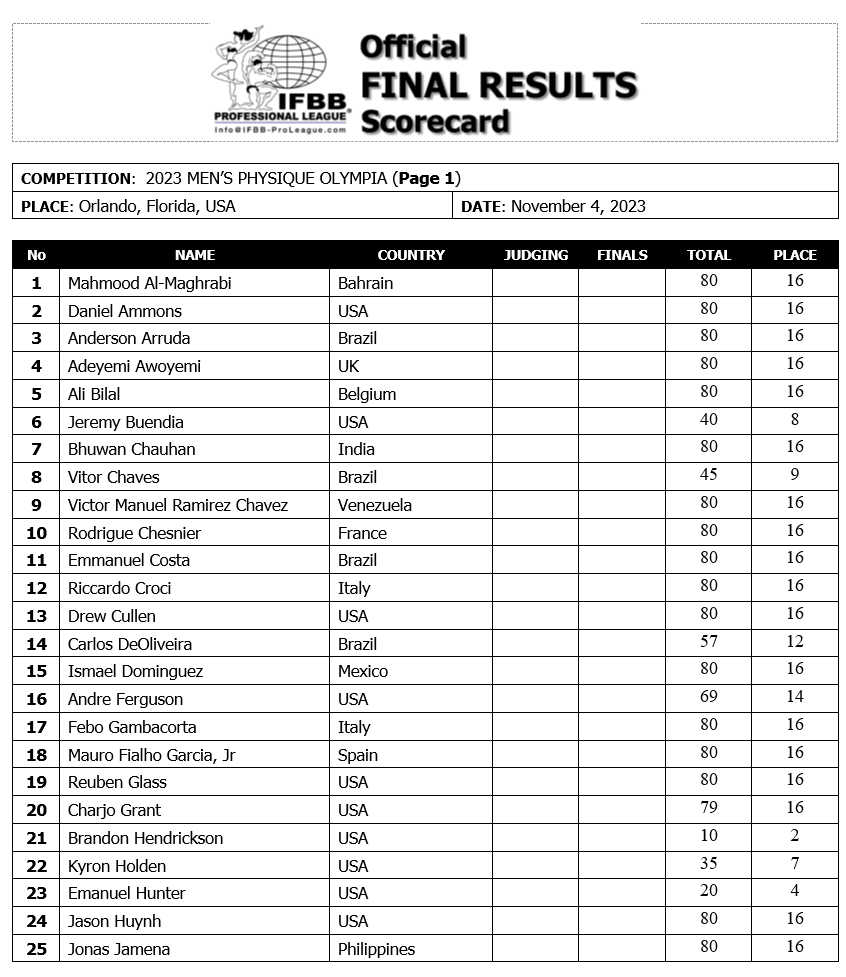 Official
FINAL RESULTS
Scorecard
IFBB
PROFESSIONAL LEAGUE®
Info@IFBB-ProLeague.com
COMPETITION: 2023 MEN’S PHYSIQUE OLYMPIA (Page 1)
PLACE: Orlando, Florida, USA DATE: November 4, 2023
No NAME COUNTRY JUDGING FINALS TOTAL PLACE
1 Mahmood Al-Maghrabi Bahrain 80 16
2 Daniel Ammons USA 80 16
3 Anderson Arruda Brazil 80 16
4 Adeyemi Awoyemi UK 80 16
5 Ali Bilal Belgium 80 16
6 Jeremy Buendia USA 40 8
7 Bhuwan Chauhan India 80 16
8 Vitor Chaves Brazil 45 9
9 Victor Manuel Ramirez Chavez Venezuela 80 16
10 Rodrigue Chesnier France 80 16
11 Emmanuel Costa Brazil 80 16
12 Riccardo Croci Italy 80 16
13 Drew Cullen USA 80 16
14 Carlos DeOliveira Brazil 57 12
15 Ismael Dominguez Mexico 80 16
16 Andre Ferguson USA 69 14
17 Febo Gambacorta Italy 80 16
18 Mauro Fialho Garcia, Jr Spain 80 16
19 Reuben Glass USA 80 16
20 Charjo Grant USA 79 16
21 Brandon Hendrickson USA 10 2
22 Kyron Holden USA 35 7
23 Emanuel Hunter USA 20 4
24 Jason Huynh USA 80 16
25 Jonas Jamena Philippines 80 16